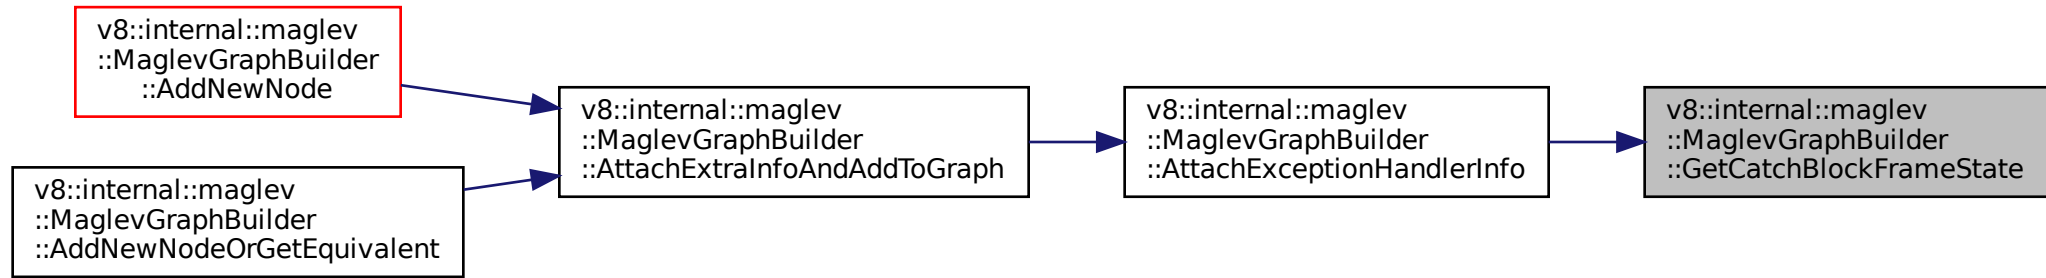 v8::internal::maglev
::MaglevGraphBuilder
::AddNewNode
v8::internal::maglev
::MaglevGraphBuilder
::AddNewNodeOrGetEquivalent
v8::internal::maglev
::MaglevGraphBuilder
::AttachExtraInfoAndAddToGraph
v8::internal::maglev
::MaglevGraphBuilder
::AttachExceptionHandlerInfo
v8::internal::maglev
::MaglevGraphBuilder
::GetCatchBlockFrameState